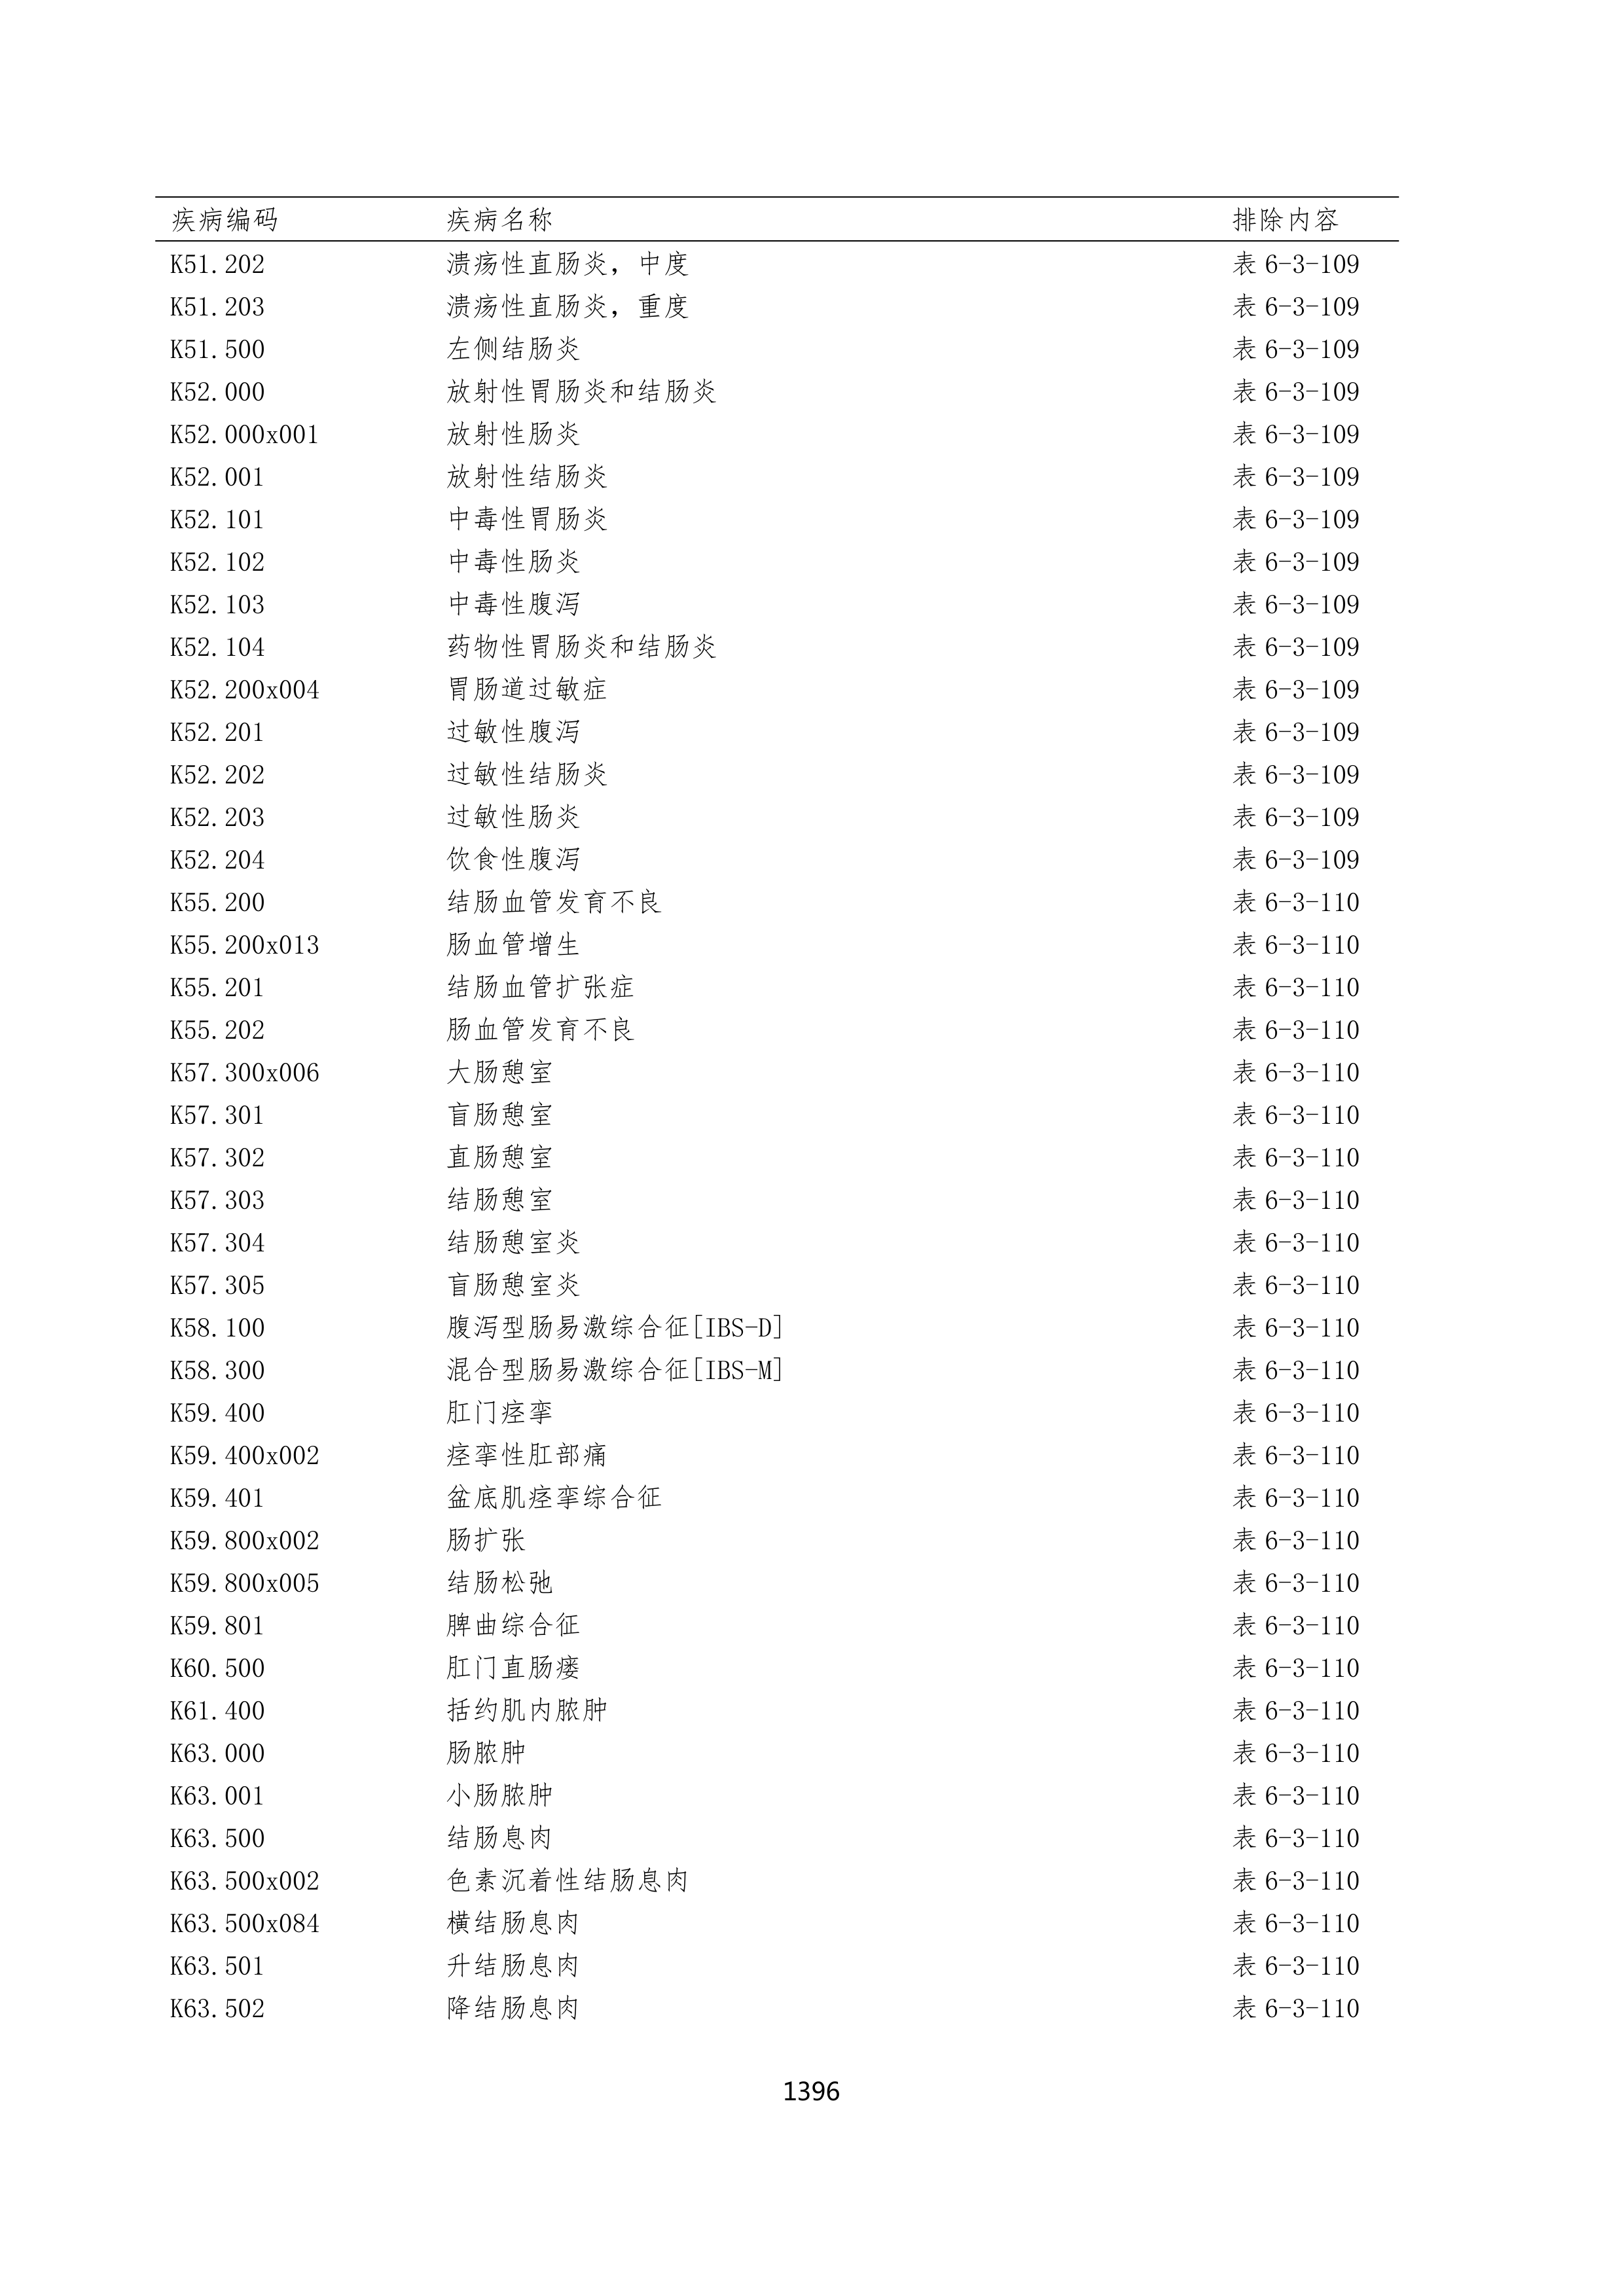 疾病编码 疾病名称 排除内容
K51.202 溃疡性直肠炎，中度 表 6-3-109
K51.203 溃疡性直肠炎，重度 表 6-3-109
K51.500 左侧结肠炎 表 6-3-109
K52.000 放射性胃肠炎和结肠炎 表 6-3-109
K52.000x001 放射性肠炎 表 6-3-109
K52.001 放射性结肠炎 表 6-3-109
K52.101 中毒性胃肠炎 表 6-3-109
K52.102 中毒性肠炎 表 6-3-109
K52.103 中毒性腹泻 表 6-3-109
K52.104 药物性胃肠炎和结肠炎 表 6-3-109
K52.200x004 胃肠道过敏症 表 6-3-109
K52.201 过敏性腹泻 表 6-3-109
K52.202 过敏性结肠炎 表 6-3-109
K52.203 过敏性肠炎 表 6-3-109
K52.204 饮食性腹泻 表 6-3-109
K55.200 结肠血管发育不良 表 6-3-110
K55.200x013 肠血管增生 表 6-3-110
K55.201 结肠血管扩张症 表 6-3-110
K55.202 肠血管发育不良 表 6-3-110
K57.300x006 大肠憩室 表 6-3-110
K57.301 盲肠憩室 表 6-3-110
K57.302 直肠憩室 表 6-3-110
K57.303 结肠憩室 表 6-3-110
K57.304 结肠憩室炎 表 6-3-110
K57.305 盲肠憩室炎 表 6-3-110
K58.100 腹泻型肠易激综合征[IBS-D] 表 6-3-110
K58.300 混合型肠易激综合征[IBS-M] 表 6-3-110
K59.400 肛门痉挛 表 6-3-110
K59.400x002 痉挛性肛部痛 表 6-3-110
K59.401 盆底肌痉挛综合征 表 6-3-110
K59.800x002 肠扩张 表 6-3-110
K59.800x005 结肠松弛 表 6-3-110
K59.801 脾曲综合征 表 6-3-110
K60.500 肛门直肠瘘 表 6-3-110
K61.400 括约肌内脓肿 表 6-3-110
K63.000 肠脓肿 表 6-3-110
K63.001 小肠脓肿 表 6-3-110
K63.500 结肠息肉 表 6-3-110
K63.500x002 色素沉着性结肠息肉 表 6-3-110
K63.500x084 横结肠息肉 表 6-3-110
K63.501 升结肠息肉 表 6-3-110
K63.502 降结肠息肉 表 6-3-110
1396